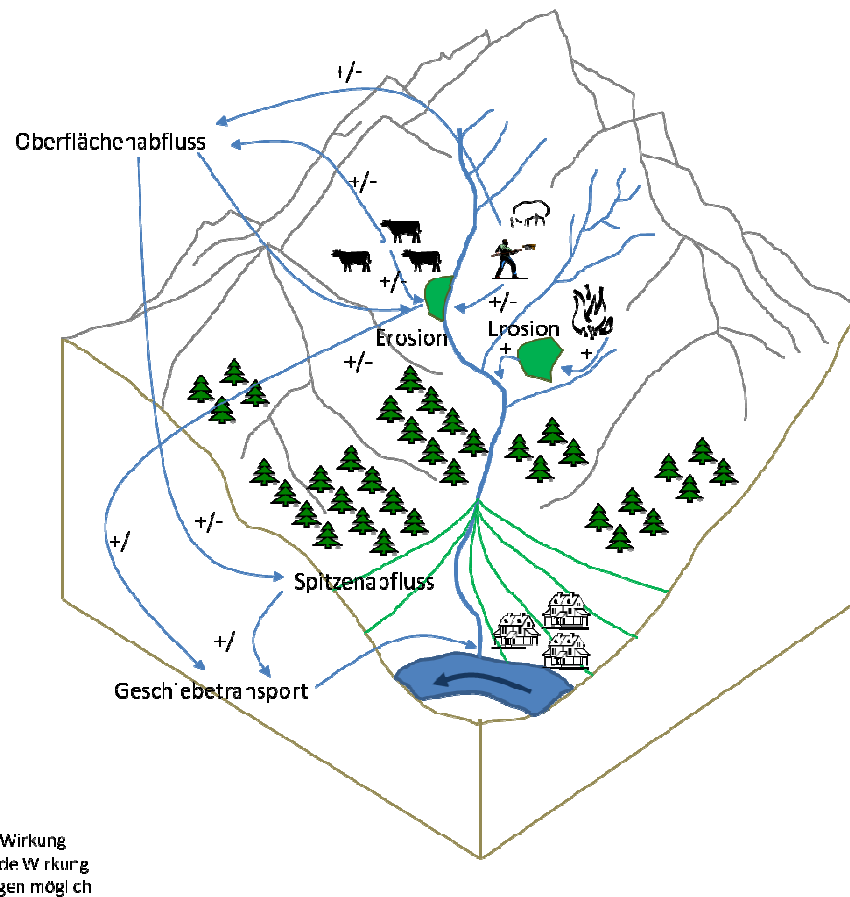 +/-
Oberflächenabfluss
+/-
+/-
+/-
Erosion
Erosion
+
+
+/-
+/-
+/
Spitzenabfluss
+/
Geschiebetransport
Wirkung
de Wirkung
gen möglich